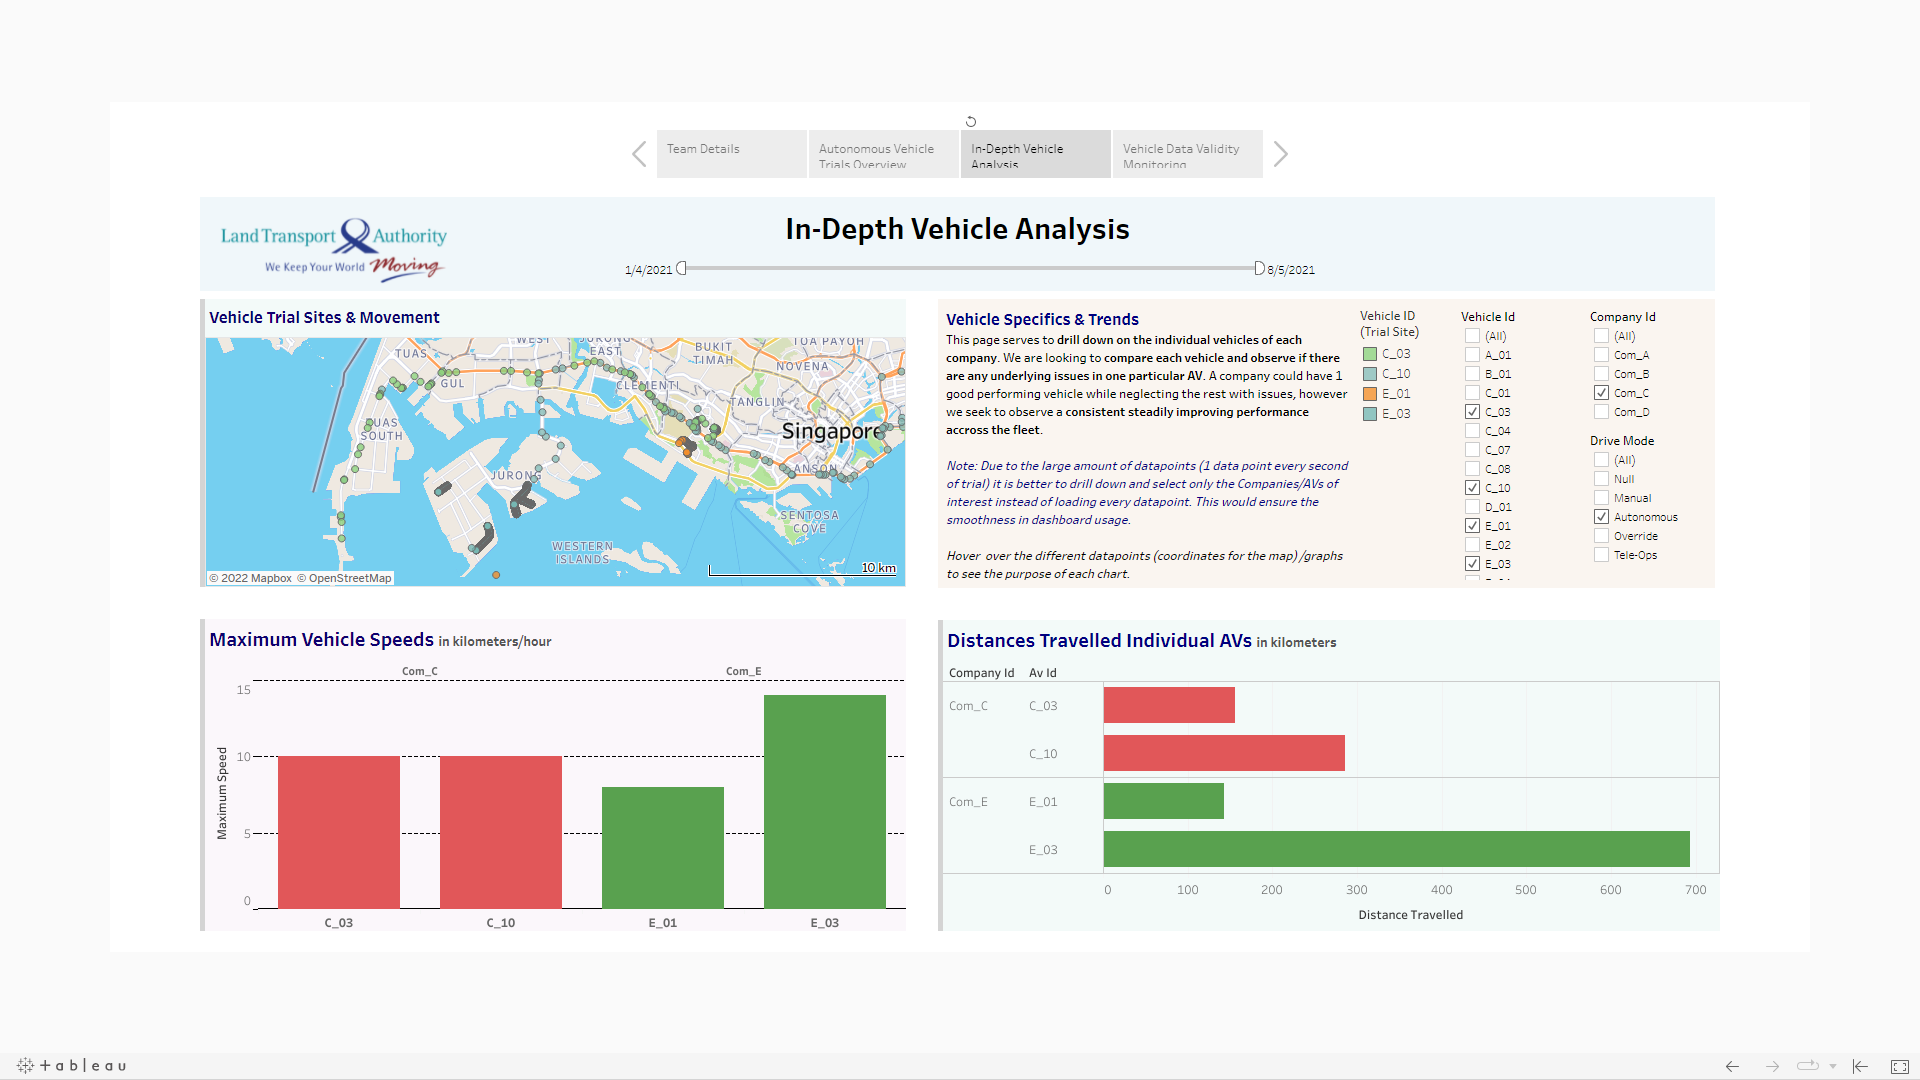 Team Details
Autonomous Vehicle
Trials Overview
In-Depth Vehicle
Analysis
Vehicle Data Validity
Monitoring
Land Transport Authority
We Keep Your World Moving
In-Depth Vehicle Analysis
1/4/2021
8/5/2021
Vehicle Trial Sites & Movement
TUAS
WEST
JURONG
EAST
BUKIT
TIMAH
TOA PAYOH
GUL
CLEMENTI
NOVENA
TANGLIN
Singapore
TUAS
SOUTH
JURONG
ANSON
SENTOSA
COVE
WESTERN
ISLANDS
10 km
© 2022 Mapbox © OpenStreetMap
Vehicle Specifics & Trends
This page serves to drill down on the individual vehicles of each
company. We are looking to compare each vehicle and observe if there
are any underlying issues in one particular AV. A company could have 1
good performing vehicle while neglecting the rest with issues, however
we seek to observe a consistent steadily improving performance
accross the fleet.
Note: Due to the large amount of datapoints (1 data point every second
of trial) it is better to drill down and select only the Companies/AVs of
interest instead of loading every datapoint. This would ensure the
smoothness in dashboard usage.
Hover over the different datapoints (coordinates for the map) /graphs
to see the purpose of each chart.
Vehicle ID
(Trial Site)
C_03
C_10
E_01
E_03
Vehicle Id
(All)
A_01
B_01
C_01
C_03
C_04
C_07
C_08
C_10
D_01
E_01
E_02
E_03
Company Id
(All)
Com_A
Com_B
Com_C
Com_D
Drive Mode
(All)
Null
Manual
Autonomous
Override
Tele-Ops
Maximum Vehicle Speeds in kilometers/hour
Com_C
Com_E
Maximum Speed
15
10
5
0
C_03
C_10
E_01
E_03
Distances Travelled Individual AVs in kilometers
Company Id Av Id
Com_C C_03
C_10
Com_E E_01
E_03
0 100 200 300 400 500 600 700
Distance Travelled
+ableau